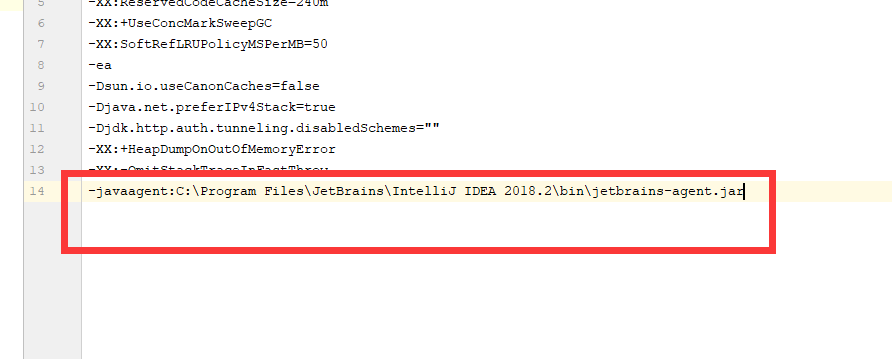 5 -XX:ReservedCodeCacheSize=240m
6 -XX:+UseConcMarkSweepGC
7 -XX:SoftRefLRUPolicyMSPerMB=50
8 -ea
9 -Dsun.io.useCanonCaches=false
10 -Djava.net.preferIPv4Stack=true
11 -Djdk.http.auth.tunneling.disabledSchemes=""
12 -XX:+HeapDumpOnOutOfMemoryError
13 -XX:-OmitStackTraceInFastThrow
14 -javaagent:C:\Program Files\JetBrains\IntelliJ IDEA 2018.2\bin\jetbrains-agent.jar